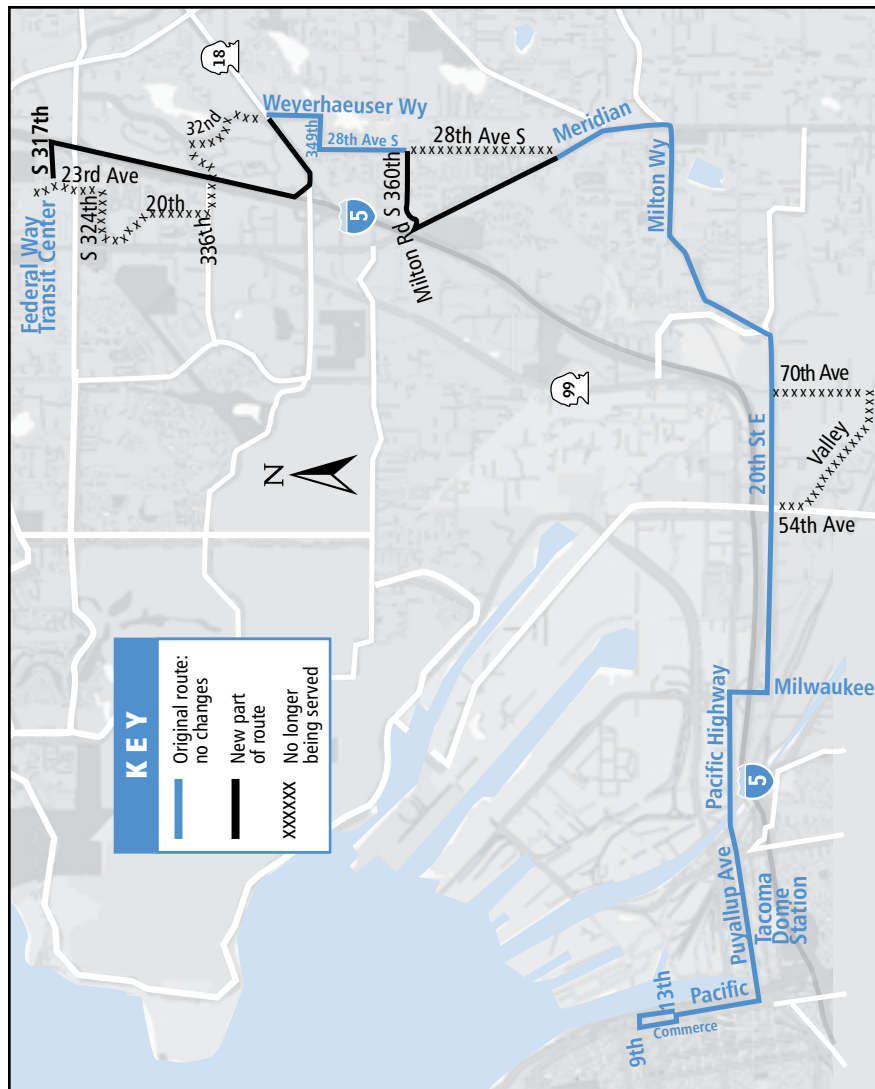 S 317th
23rd Ave
Federal Way
Transit Center
S 324th
20th
336th
32nd
18
Weyerhaeuser Wy
349th
28th Ave S
28th Ave S
S 360th
Milton Rd
5
Meridian
Milton Wy
99
70th Ave
20th St E
Valley
54th Ave
N
KEY
Original route:
no changes
New part
of route
xxxxxx
No longer
being served
Pacific Highway
Milwaukee
5
Puyallup Ave
Tacoma
Dome
Station
Pacific
13th
Commerce
9th